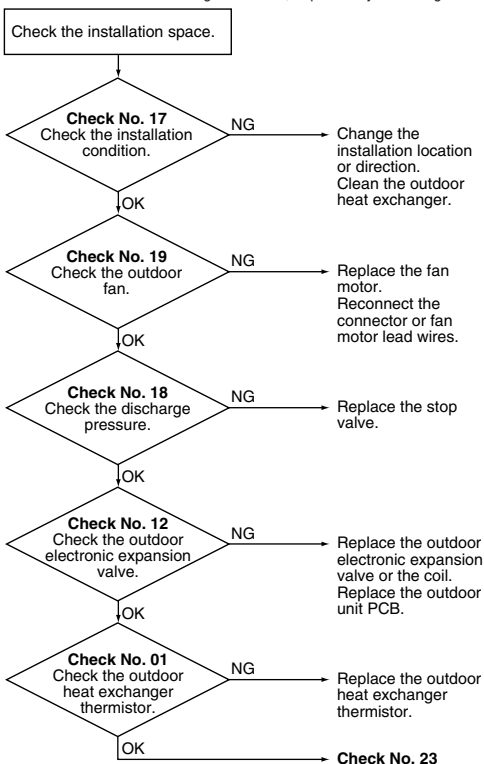 Check the installation space.
Check No. 17
Check the installation
condition.
NG
Change the
installation location
or direction.
Clean the outdoor
heat exchanger.
OK
Check No. 19
Check the outdoor
fan.
NG
Replace the fan
motor.
Reconnect the
connector or fan
motor lead wires.
OK
Check No. 18
Check the discharge
pressure.
NG
Replace the stop
valve.
OK
Check No. 12
Check the outdoor
electronic expansion
valve.
NG
Replace the outdoor
electronic expansion
valve or the coil.
Replace the outdoor
unit PCB.
OK
Check No. 01
Check the outdoor
heat exchanger
thermistor.
NG
Replace the outdoor
heat exchanger
thermistor.
OK
Check No. 23